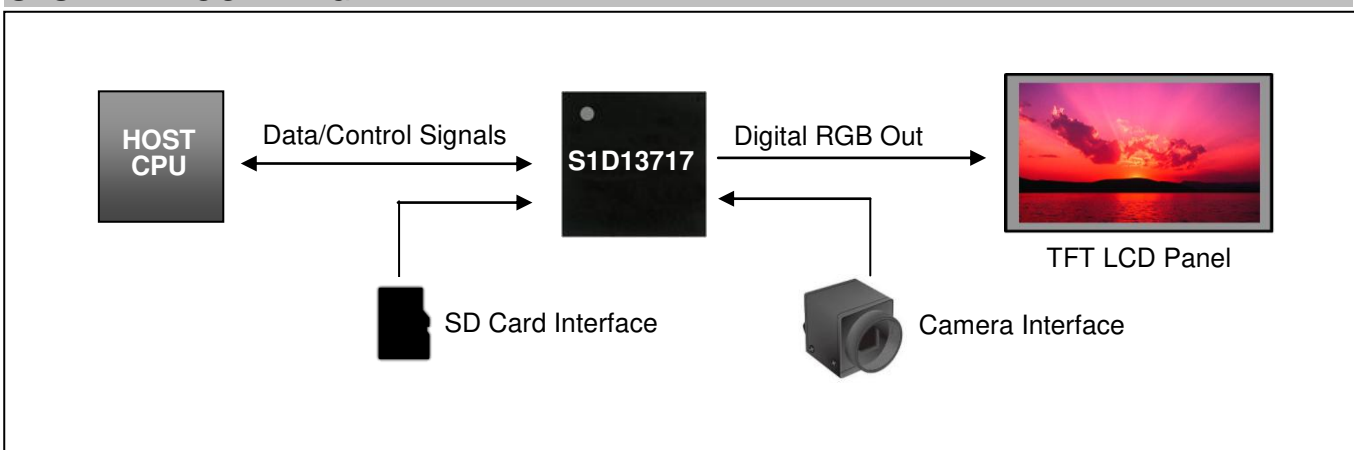 HOST
CPU
Data/Control Signals
S1D13717
Digital RGB Out
TFT LCD Panel
SD Card Interface
Camera Interface